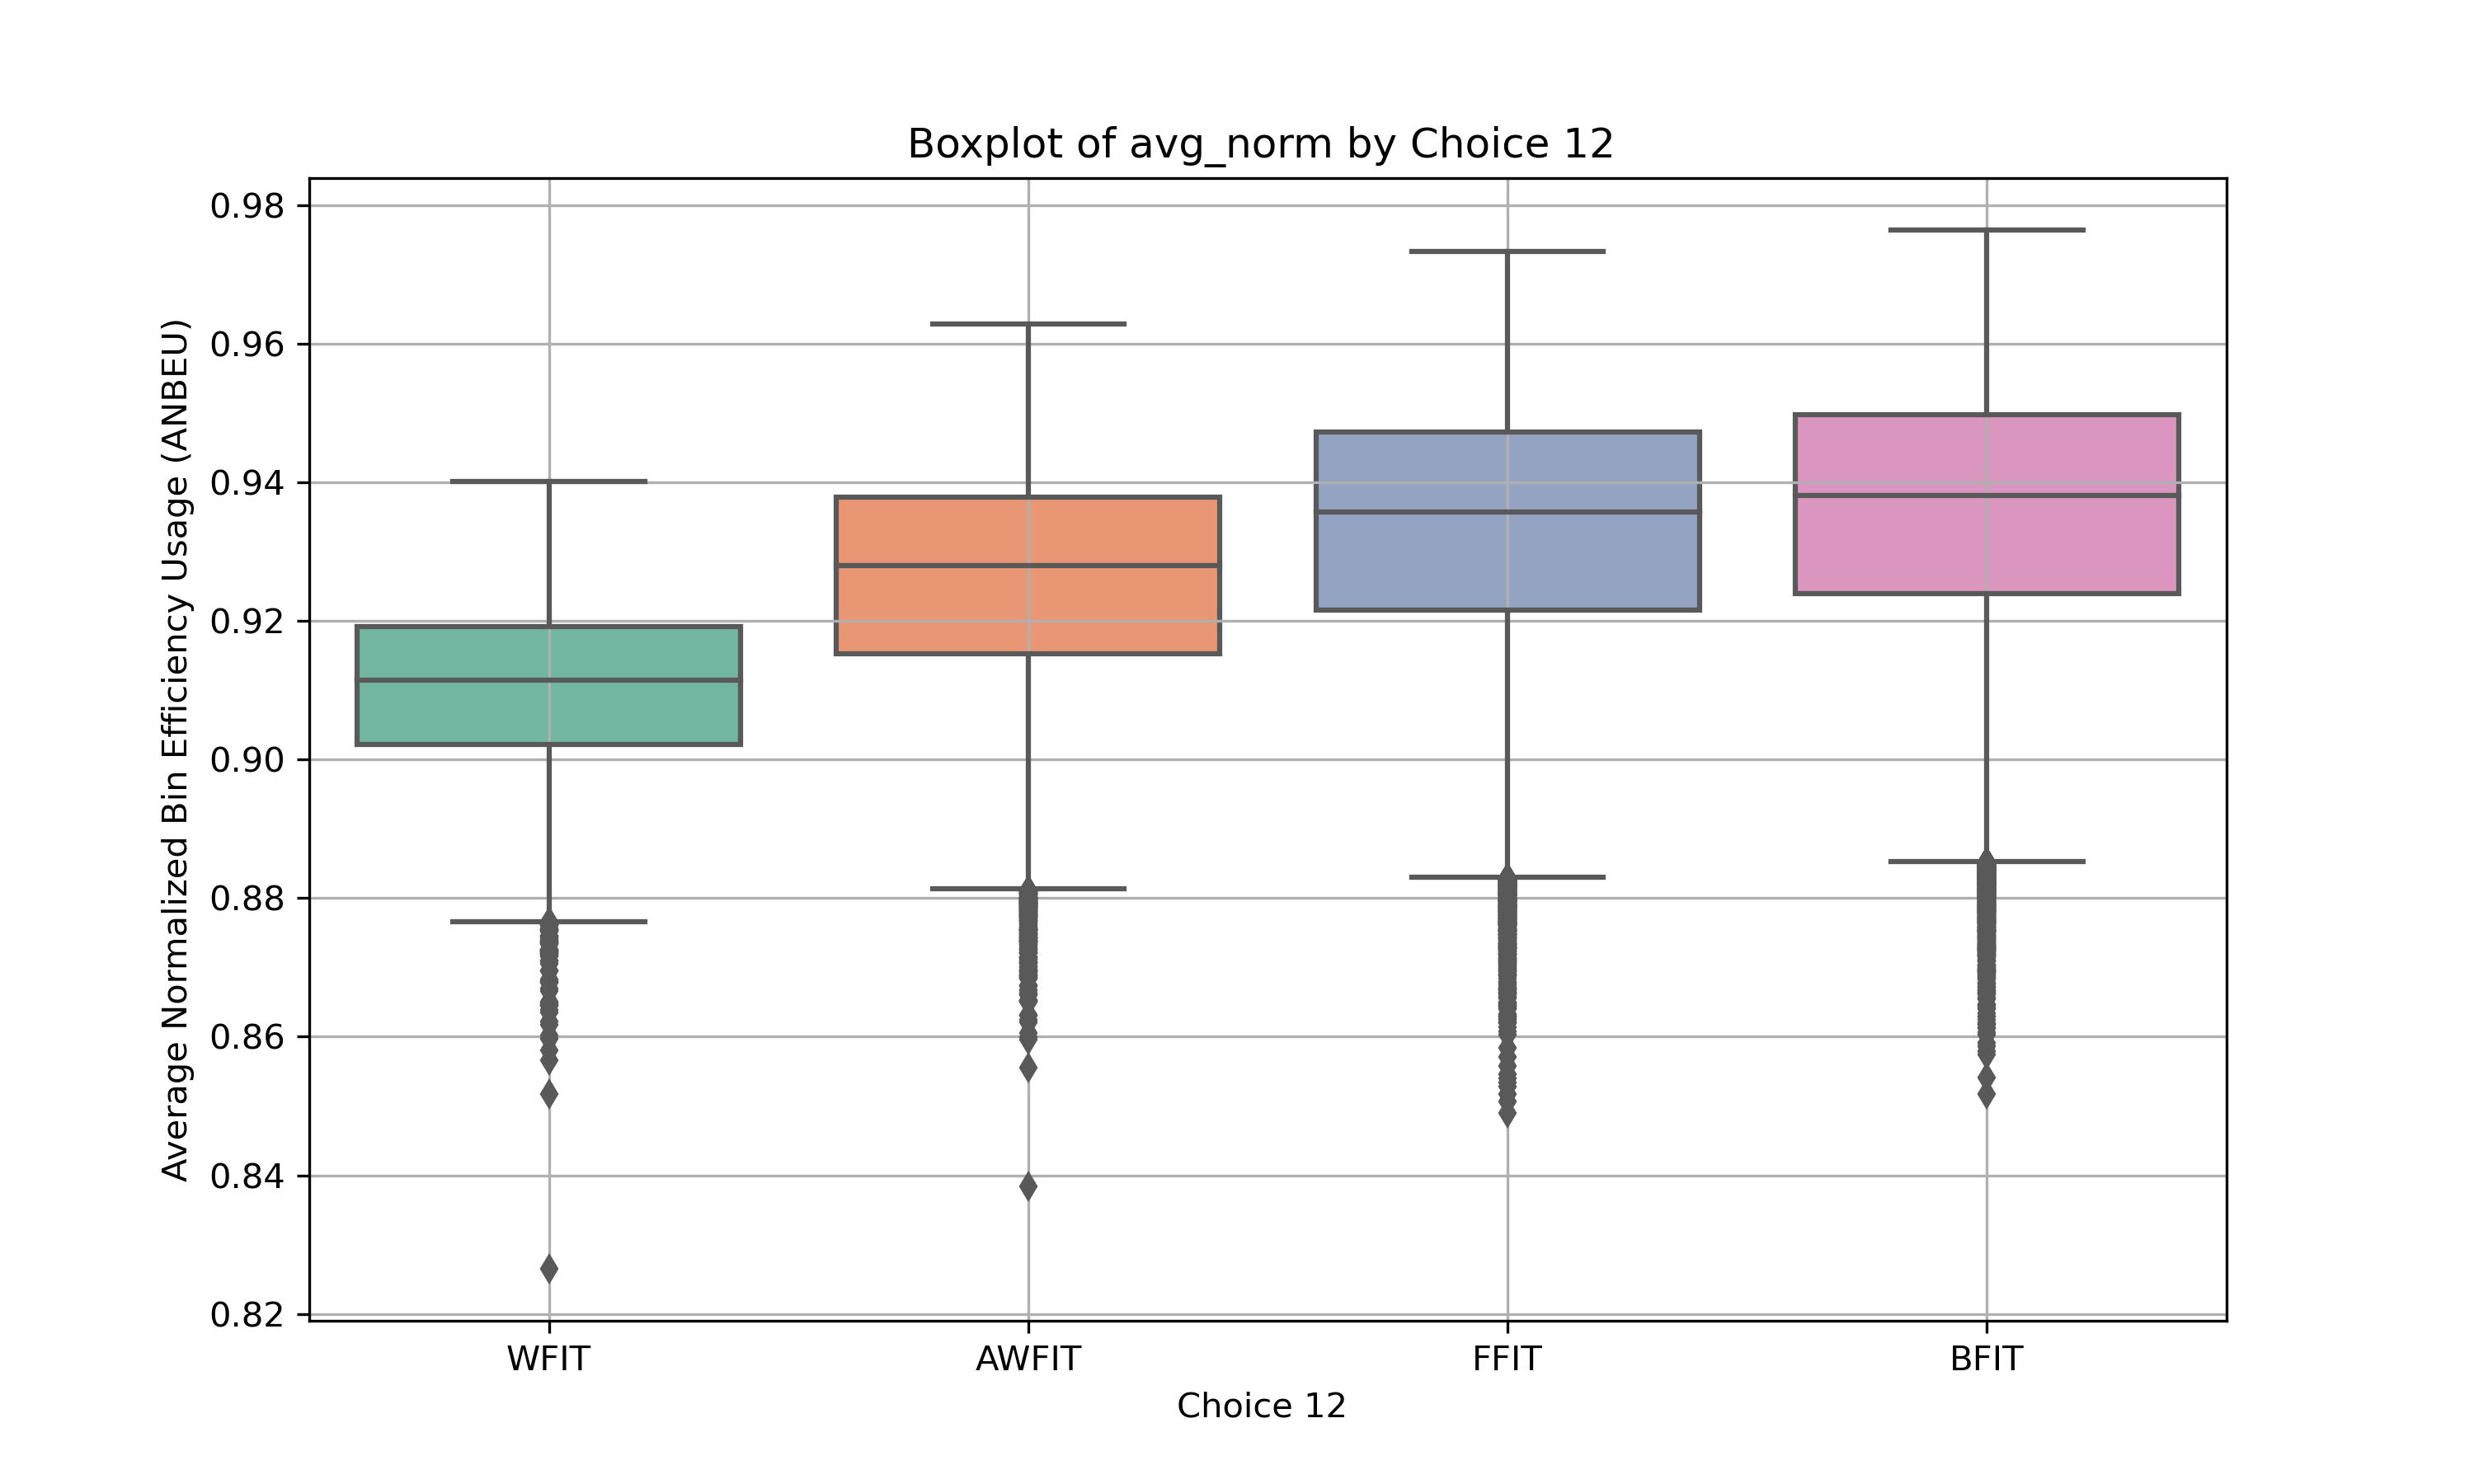 Boxplot of avg_norm by Choice 12
Average Normalized Bin Efficiency Usage (ANBEU)
0.98
0.96
0.94
0.92
0.90
0.88
0.86
0.84
0.82
WFIT AWFIT FFIT BFIT
Choice 12